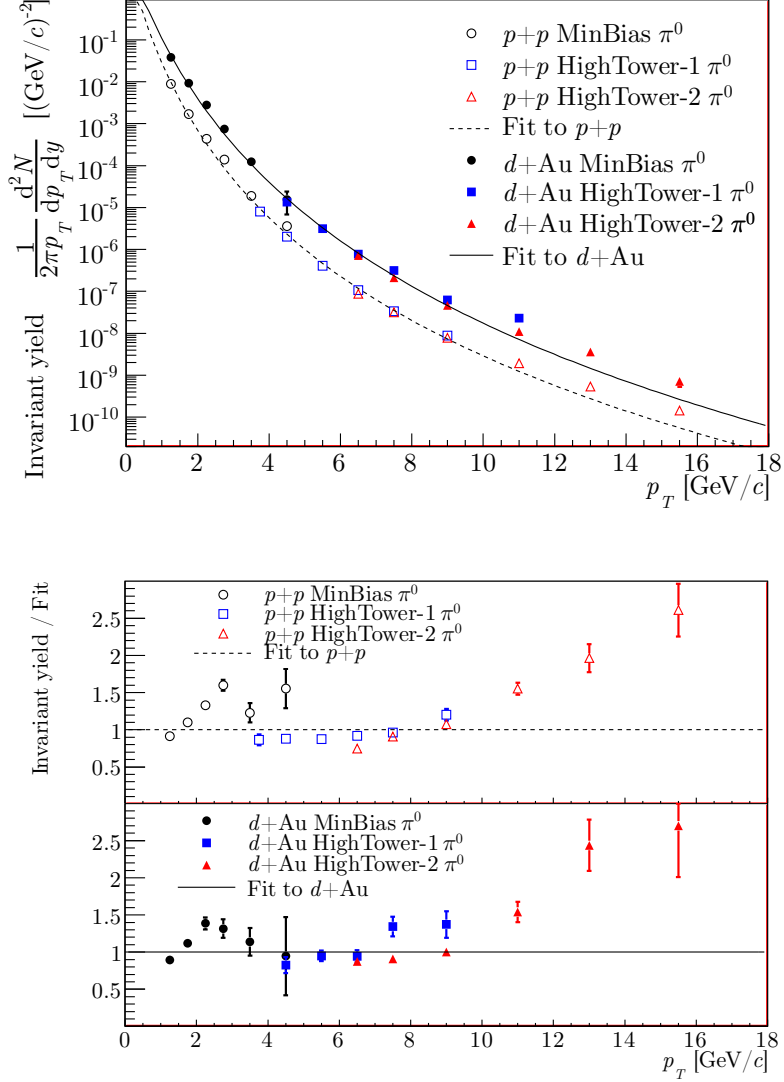 Invariant yield 1/(2πp_T) d²N/(dp_T dy) [(GeV/c)⁻²]
10⁻¹
10⁻²
10⁻³
10⁻⁴
10⁻⁵
10⁻⁶
10⁻⁷
10⁻⁸
10⁻⁹
10⁻¹⁰
p+p MinBias π⁰
p+p HighTower-1 π⁰
p+p HighTower-2 π⁰
Fit to p+p
d+Au MinBias π⁰
d+Au HighTower-1 π⁰
d+Au HighTower-2 π⁰
Fit to d+Au
0 2 4 6 8 10 12 14 16 18
p_T [GeV/c]
Invariant yield / Fit
2.5
2
1.5
1
0.5
p+p MinBias π⁰
p+p HighTower-1 π⁰
p+p HighTower-2 π⁰
Fit to p+p
2.5
2
1.5
1
0.5
d+Au MinBias π⁰
d+Au HighTower-1 π⁰
d+Au HighTower-2 π⁰
Fit to d+Au
0 2 4 6 8 10 12 14 16 18
p_T [GeV/c]